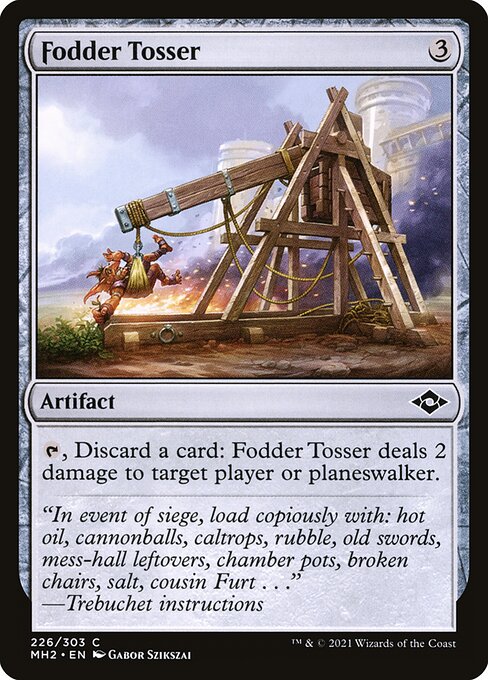 Fodder Tosser 3
Artifact
, Discard a card: Fodder Tosser deals 2
damage to target player or planeswalker.
“In event of siege, load copiously with: hot
oil, cannonballs, caltrops, rubble, old swords,
mess-hall leftovers, chamber pots, broken
chairs, salt, cousin Furt . . .”
—Trebuchet instructions
226/303 C
MH2 • EN Gabor Szikszai
™ & © 2021 Wizards of the Coast